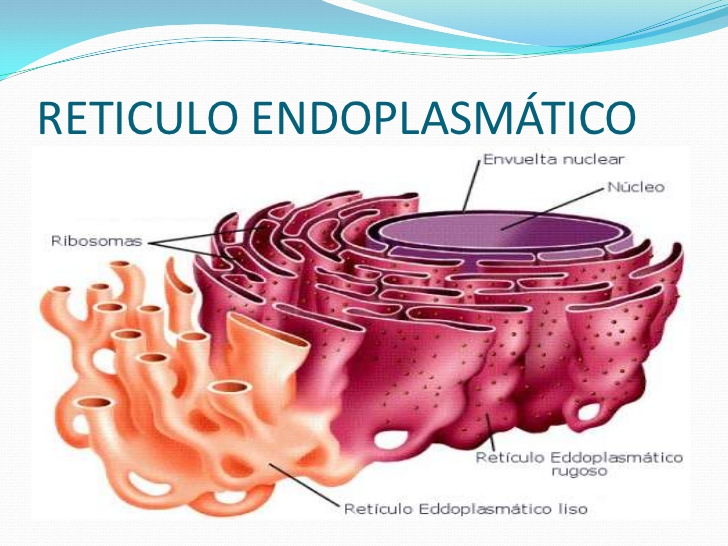 RETICULO ENDOPLASMÁTICO
Envuelta nuclear
Núcleo
Ribosomas
Retículo Eddoplasmático
rugoso
Retículo Eddoplasmático liso